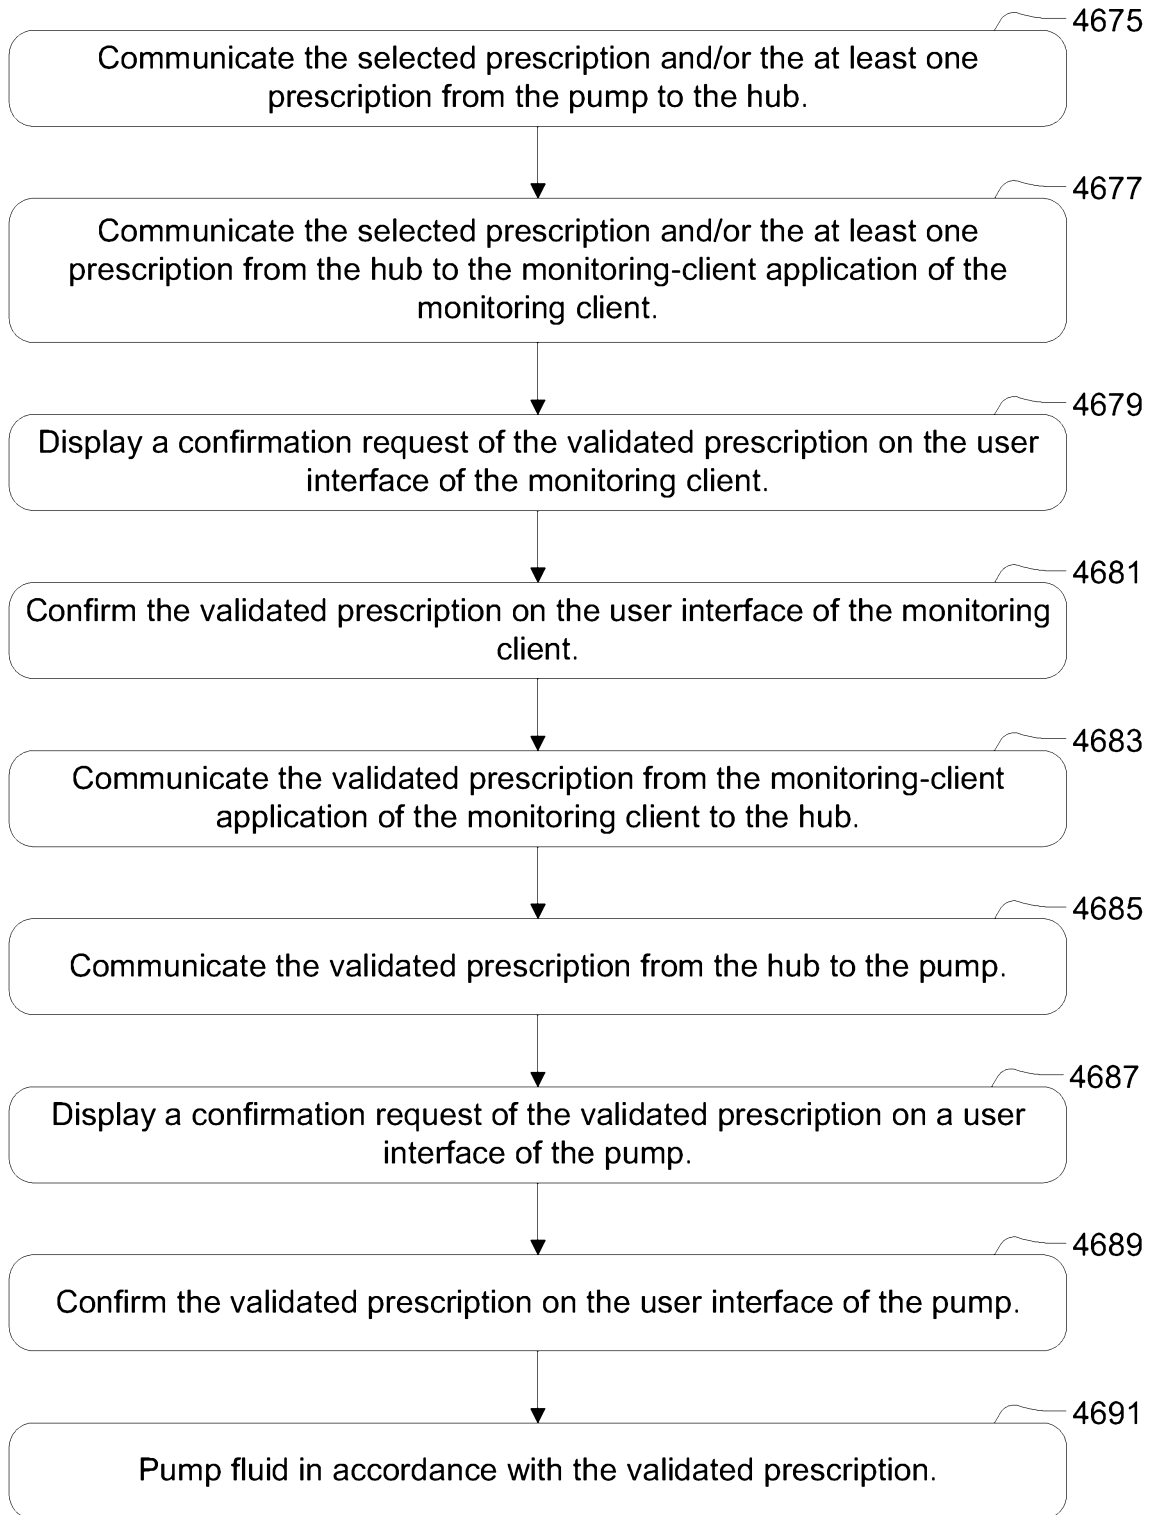 4675
Communicate the selected prescription and/or the at least one
prescription from the pump to the hub.
4677
Communicate the selected prescription and/or the at least one
prescription from the hub to the monitoring-client application of the
monitoring client.
4679
Display a confirmation request of the validated prescription on the user
interface of the monitoring client.
4681
Confirm the validated prescription on the user interface of the monitoring
client.
4683
Communicate the validated prescription from the monitoring-client
application of the monitoring client to the hub.
4685
Communicate the validated prescription from the hub to the pump.
4687
Display a confirmation request of the validated prescription on a user
interface of the pump.
4689
Confirm the validated prescription on the user interface of the pump.
4691
Pump fluid in accordance with the validated prescription.